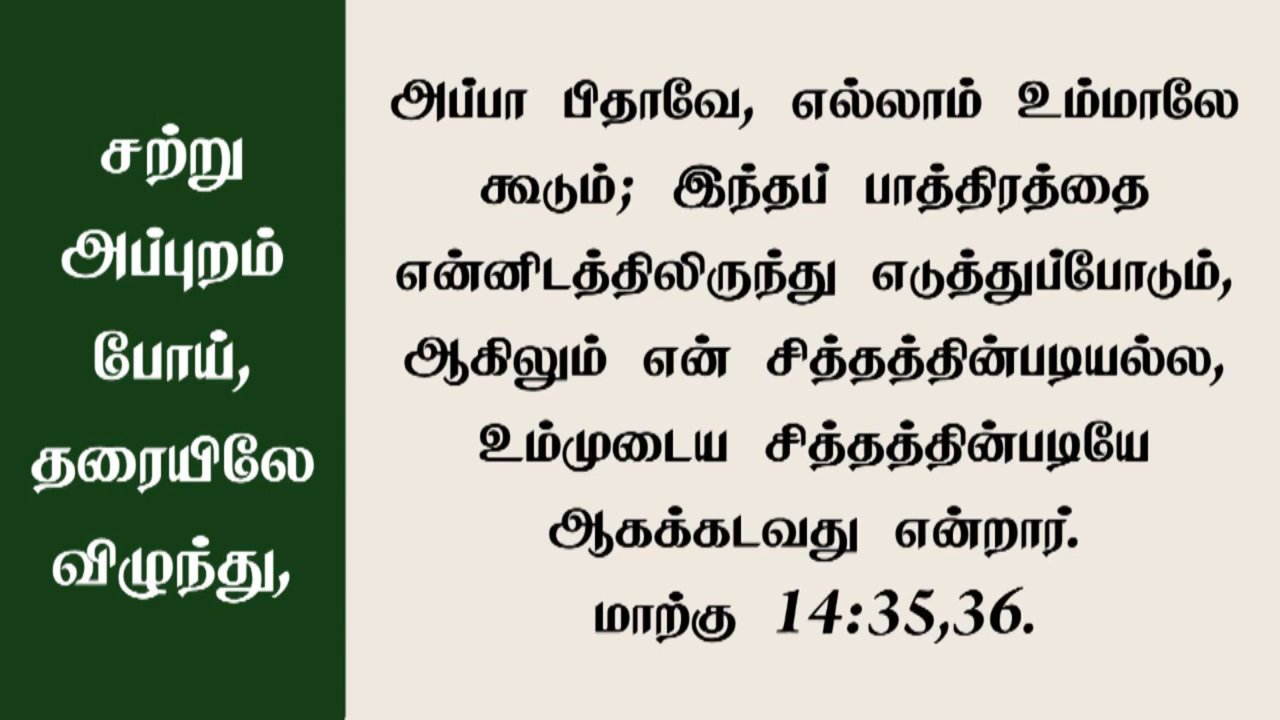 சற்று
அப்புறம்
போய்,
தரையிலே
விழுந்து,
அப்பா பிதாவே, எல்லாம் உம்மாலே
கூடும்; இந்தப் பாத்திரத்தை
என்னிடத்திலிருந்து எடுத்துப்போடும்,
ஆகிலும் என் சித்தத்தின்படியல்ல,
உம்முடைய சித்தத்தின்படியே
ஆகக்கடவது என்றார்.
மாற்கு 14:35,36.